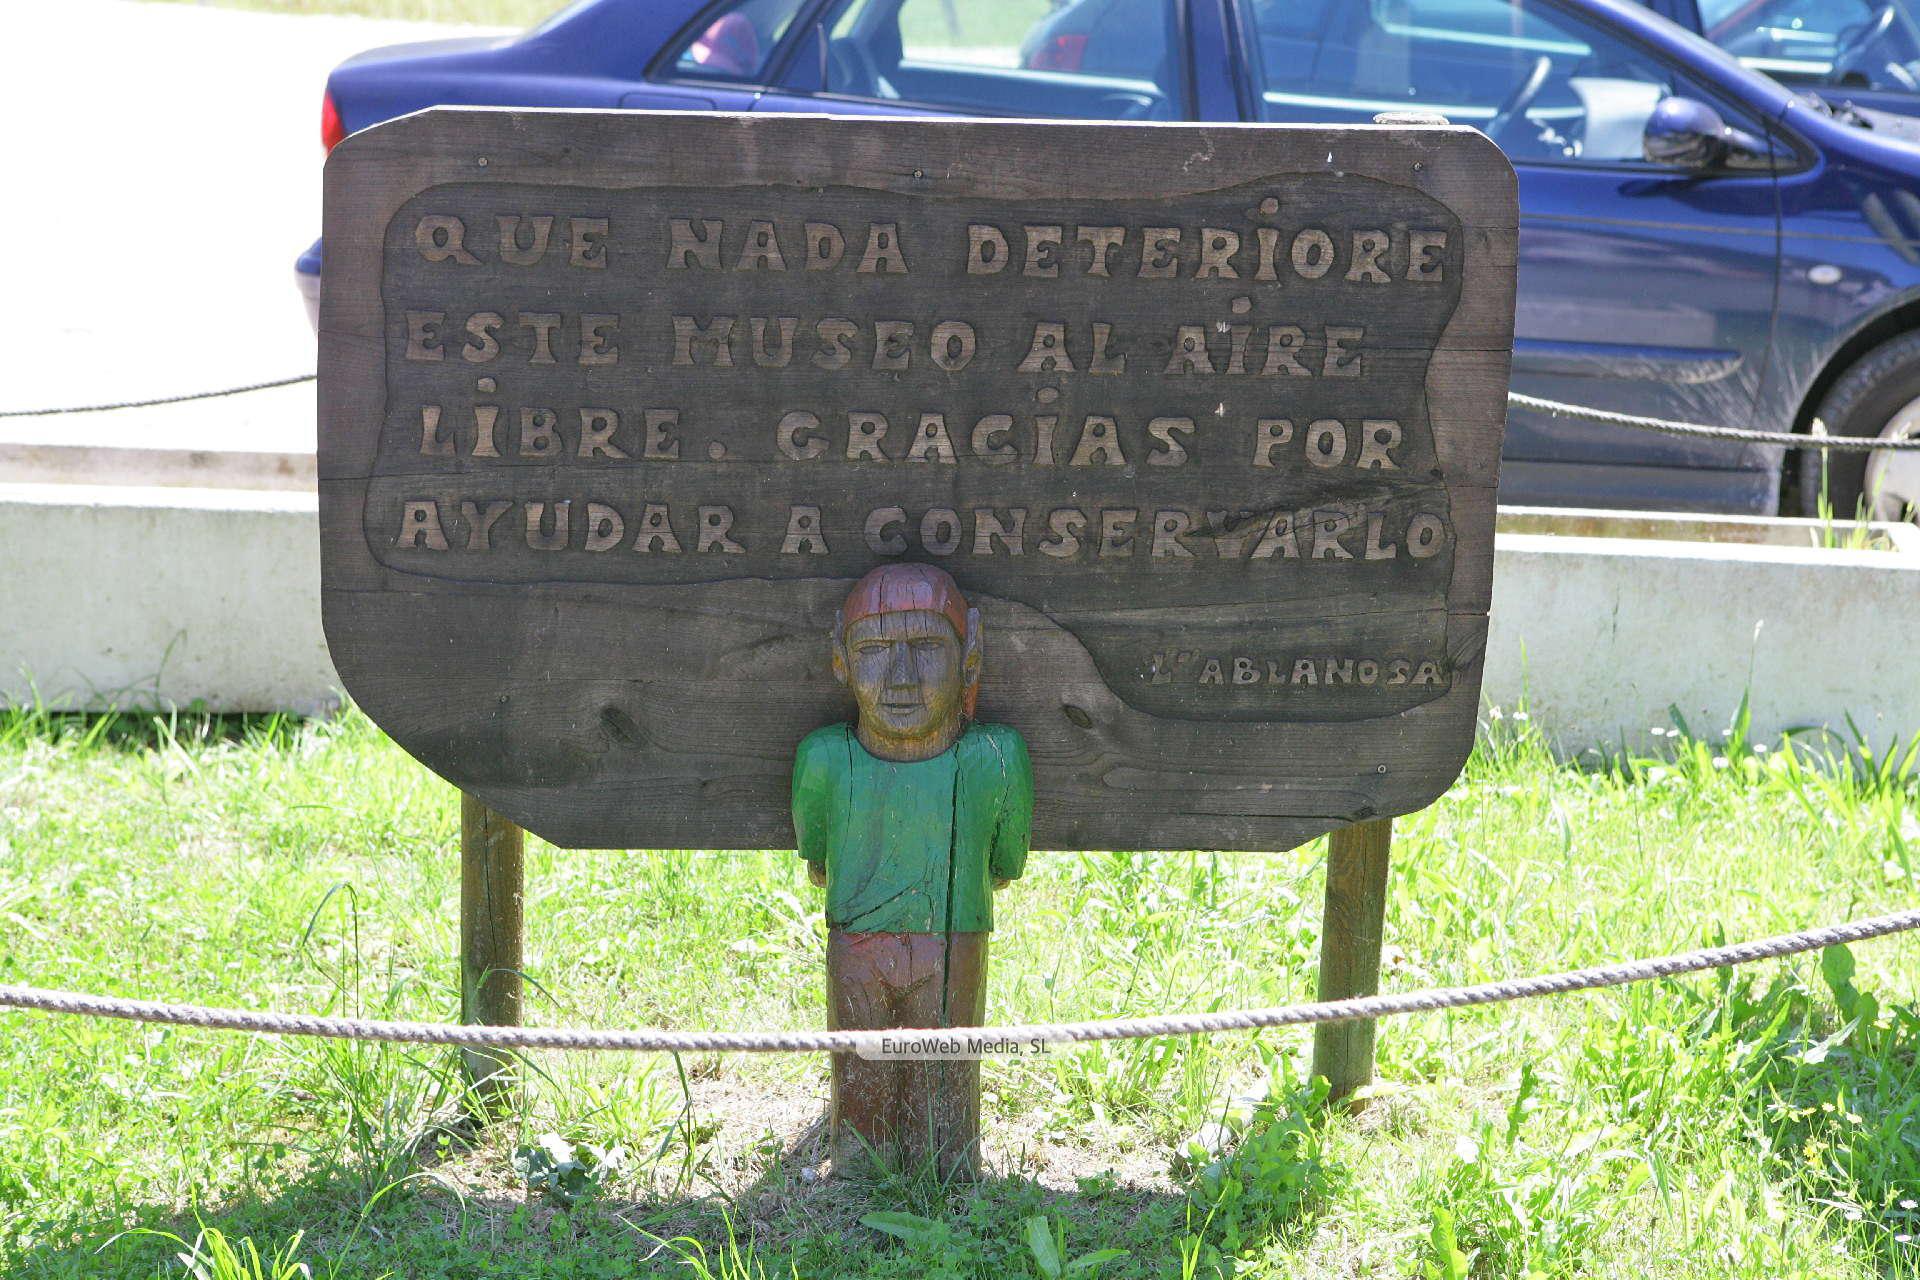 QUE NADA DETERIORE
ESTE MUSEO AL AIRE
LIBRE. GRACIAS POR
AYUDAR A CONSERVARLO
L'ABLANOSA
EuroWeb Media, SL